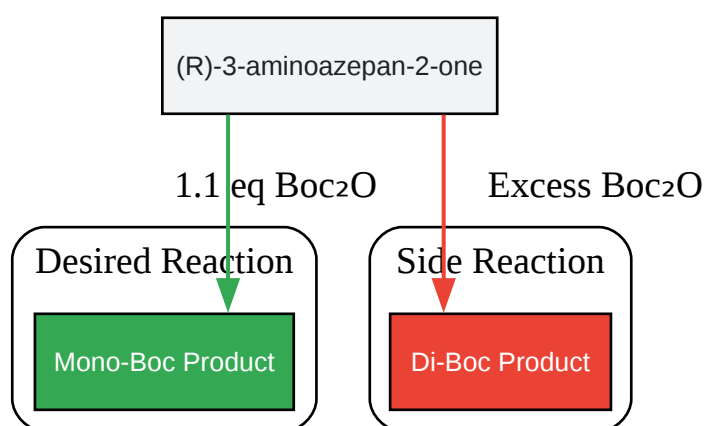 (R)-3-aminoazepan-2-one
1.1 eq Boc₂O
Excess Boc₂O
Desired Reaction
Side Reaction
Mono-Boc Product
Di-Boc Product